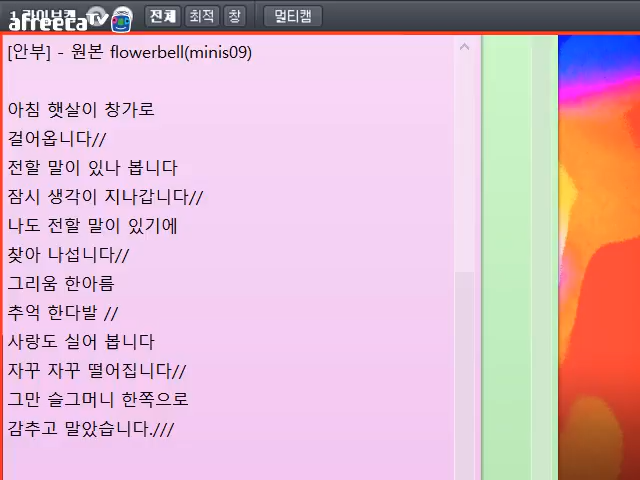 afreecaTV
전체 최적 창 멀티캠
[안부] - 원본 flowerbell(minis09)
아침 햇살이 창가로
걸어옵니다//
전할 말이 있나 봅니다
잠시 생각이 지나갑니다//
나도 전할 말이 있기에
찾아 나섭니다//
그리움 한아름
추억 한다발 //
사랑도 실어 봅니다
자꾸 자꾸 떨어집니다//
그만 슬그머니 한쪽으로
감추고 말았습니다.///